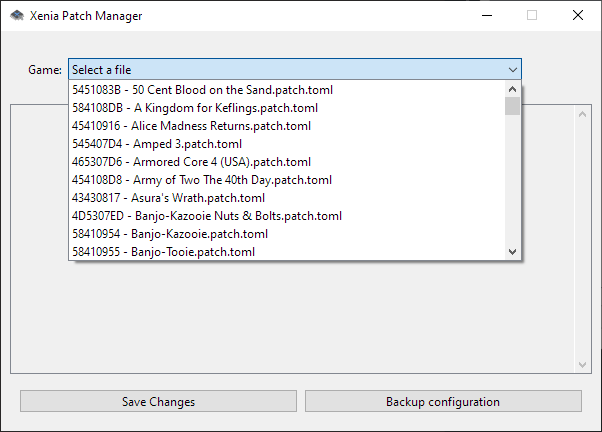 Xenia Patch Manager
Game: Select a file
5451083B - 50 Cent Blood on the Sand.patch.toml
584108DB - A Kingdom for Keflings.patch.toml
45410916 - Alice Madness Returns.patch.toml
545407D4 - Amped 3.patch.toml
465307D6 - Armored Core 4 (USA).patch.toml
454108D8 - Army of Two The 40th Day.patch.toml
43430817 - Asura's Wrath.patch.toml
4D5307ED - Banjo-Kazooie Nuts & Bolts.patch.toml
58410954 - Banjo-Kazooie.patch.toml
58410955 - Banjo-Tooie.patch.toml
Save Changes Backup configuration